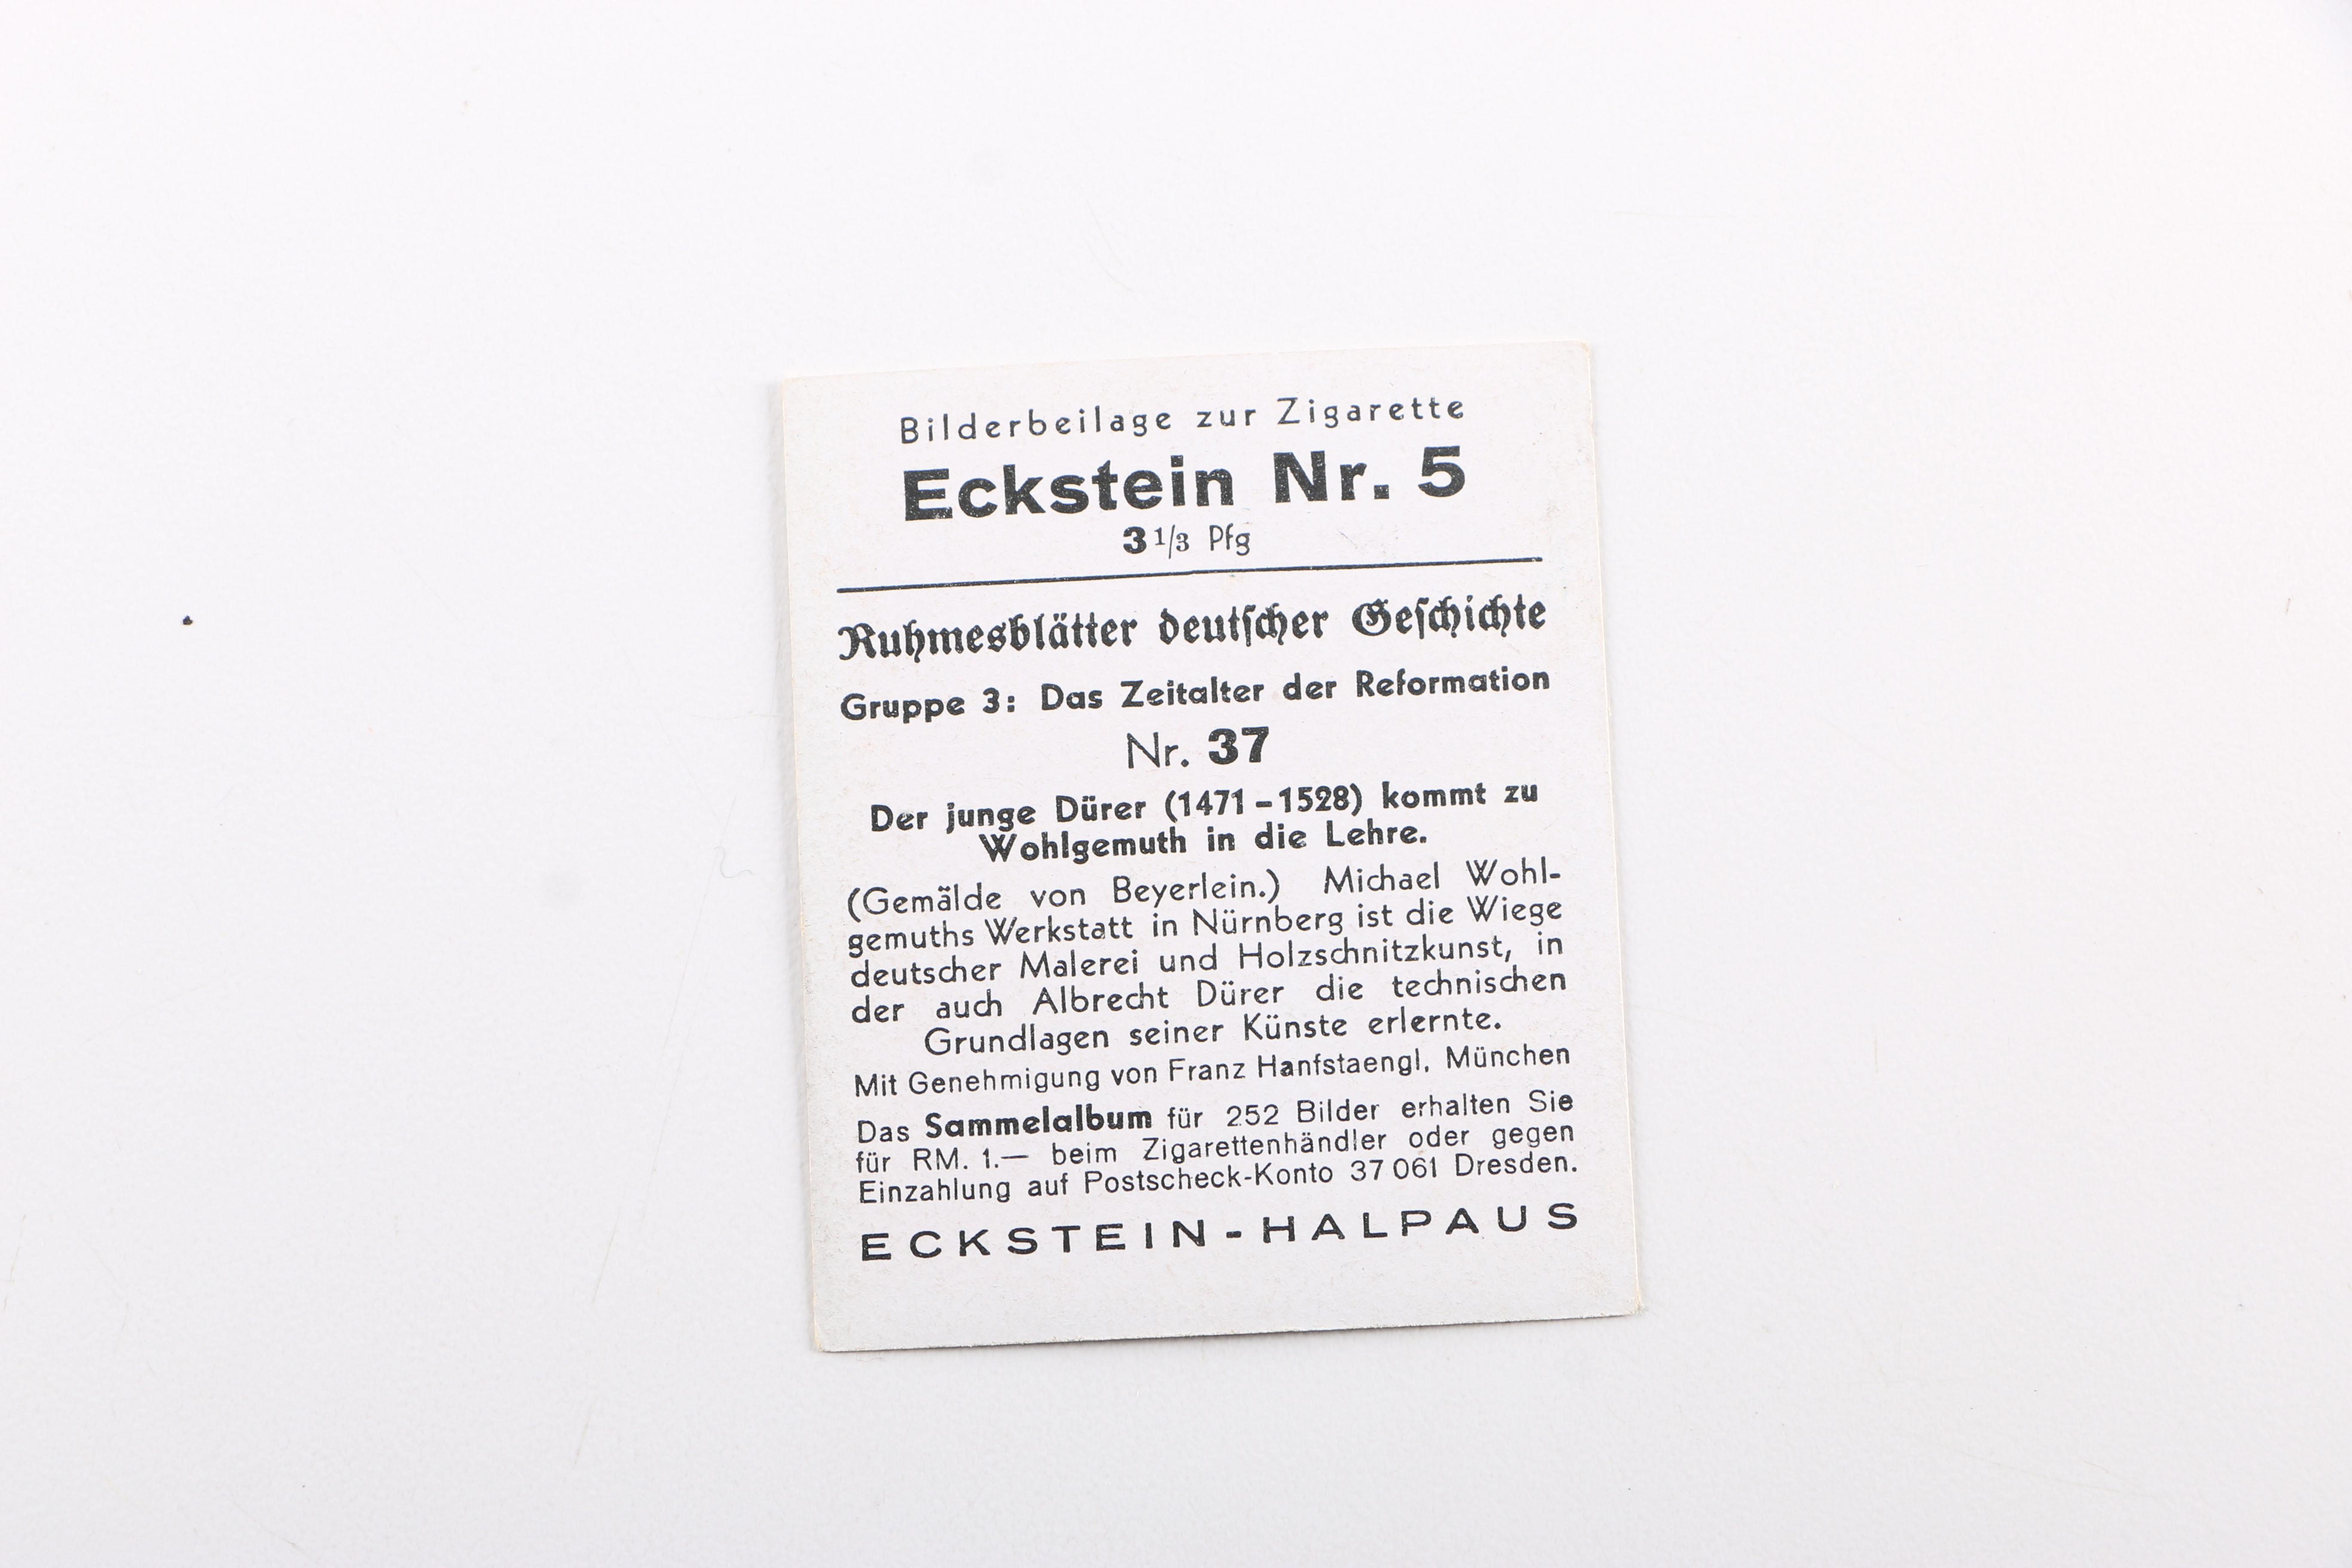 Bilderbeilage zur Zigarette
Eckstein Nr. 5
3 1/3 Pfg
Ruhmesblätter deutſcher Geſchichte
Gruppe 3: Das Zeitalter der Reformation
Nr. 37
Der junge Dürer (1471–1528) kommt zu
Wohlgemuth in die Lehre.
(Gemälde von Beyerlein.) Michael Wohl-
gemuths Werkstatt in Nürnberg ist die Wiege
deutscher Malerei und Holzschnitzkunst, in
der auch Albrecht Dürer die technischen
Grundlagen seiner Künste erlernte.
Mit Genehmigung von Franz Hanfstaengl, München
Das Sammelalbum für 252 Bilder erhalten Sie
für RM. 1.— beim Zigarettenhändler oder gegen
Einzahlung auf Postscheck-Konto 37 061 Dresden.
ECKSTEIN-HALPAUS